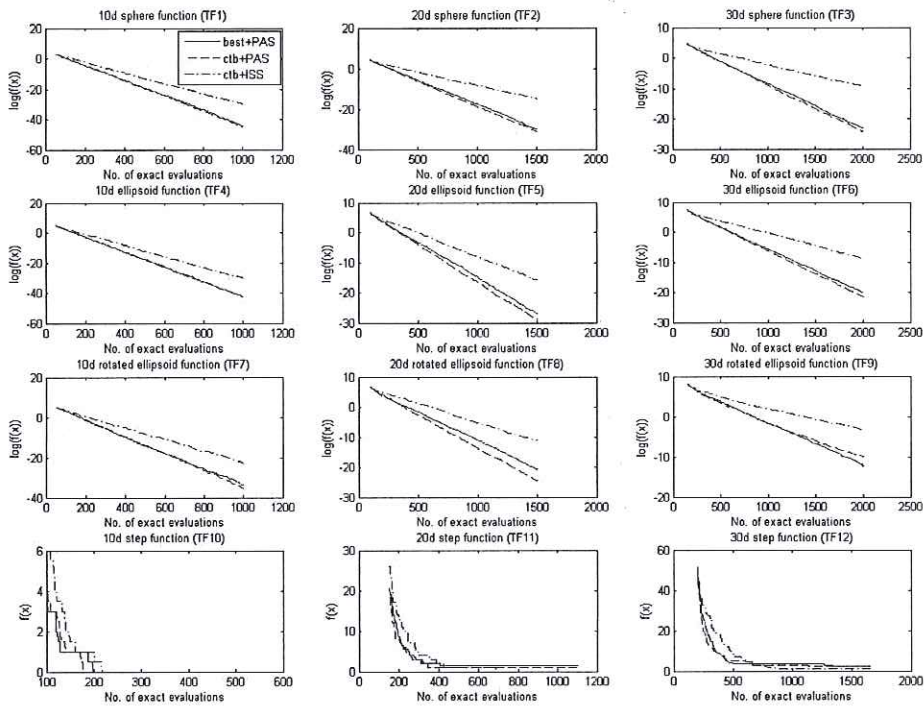 10d sphere function (TF1)
20
0
-20
-40
-60
log(f(x))
0 200 400 600 800 1000 1200
No. of exact evaluations
best+PAS
ctb+PAS
ctb+ISS
20d sphere function (TF2)
20
0
-20
-40
log(f(x))
0 500 1000 1500 2000
No. of exact evaluations
30d sphere function (TF3)
10
0
-10
-20
-30
log(f(x))
0 500 1000 1500 2000 2500
No. of exact evaluations
10d ellipsoid function (TF4)
20
0
-20
-40
-60
log(f(x))
0 200 400 600 800 1000 1200
No. of exact evaluations
20d ellipsoid function (TF5)
10
0
-10
-20
-30
log(f(x))
0 500 1000 1500 2000
No. of exact evaluations
30d ellipsoid function (TF6)
10
0
-10
-20
-30
log(f(x))
0 500 1000 1500 2000 2500
No. of exact evaluations
10d rotated ellipsoid function (TF7)
20
0
-20
-40
log(f(x))
0 200 400 600 800 1000 1200
No. of exact evaluations
20d rotated ellipsoid function (TF8)
10
0
-10
-20
-30
log(f(x))
0 500 1000 1500 2000
No. of exact evaluations
30d rotated ellipsoid function (TF9)
10
0
-10
-20
log(f(x))
0 500 1000 1500 2000 2500
No. of exact evaluations
10d step function (TF10)
6
4
2
0
f(x)
100 200 300 400 500 600
No. of exact evaluations
20d step function (TF11)
30
20
10
0
f(x)
0 200 400 600 800 1000 1200
No. of exact evaluations
30d step function (TF12)
60
40
20
0
f(x)
0 500 1000 1500 2000
No. of exact evaluations